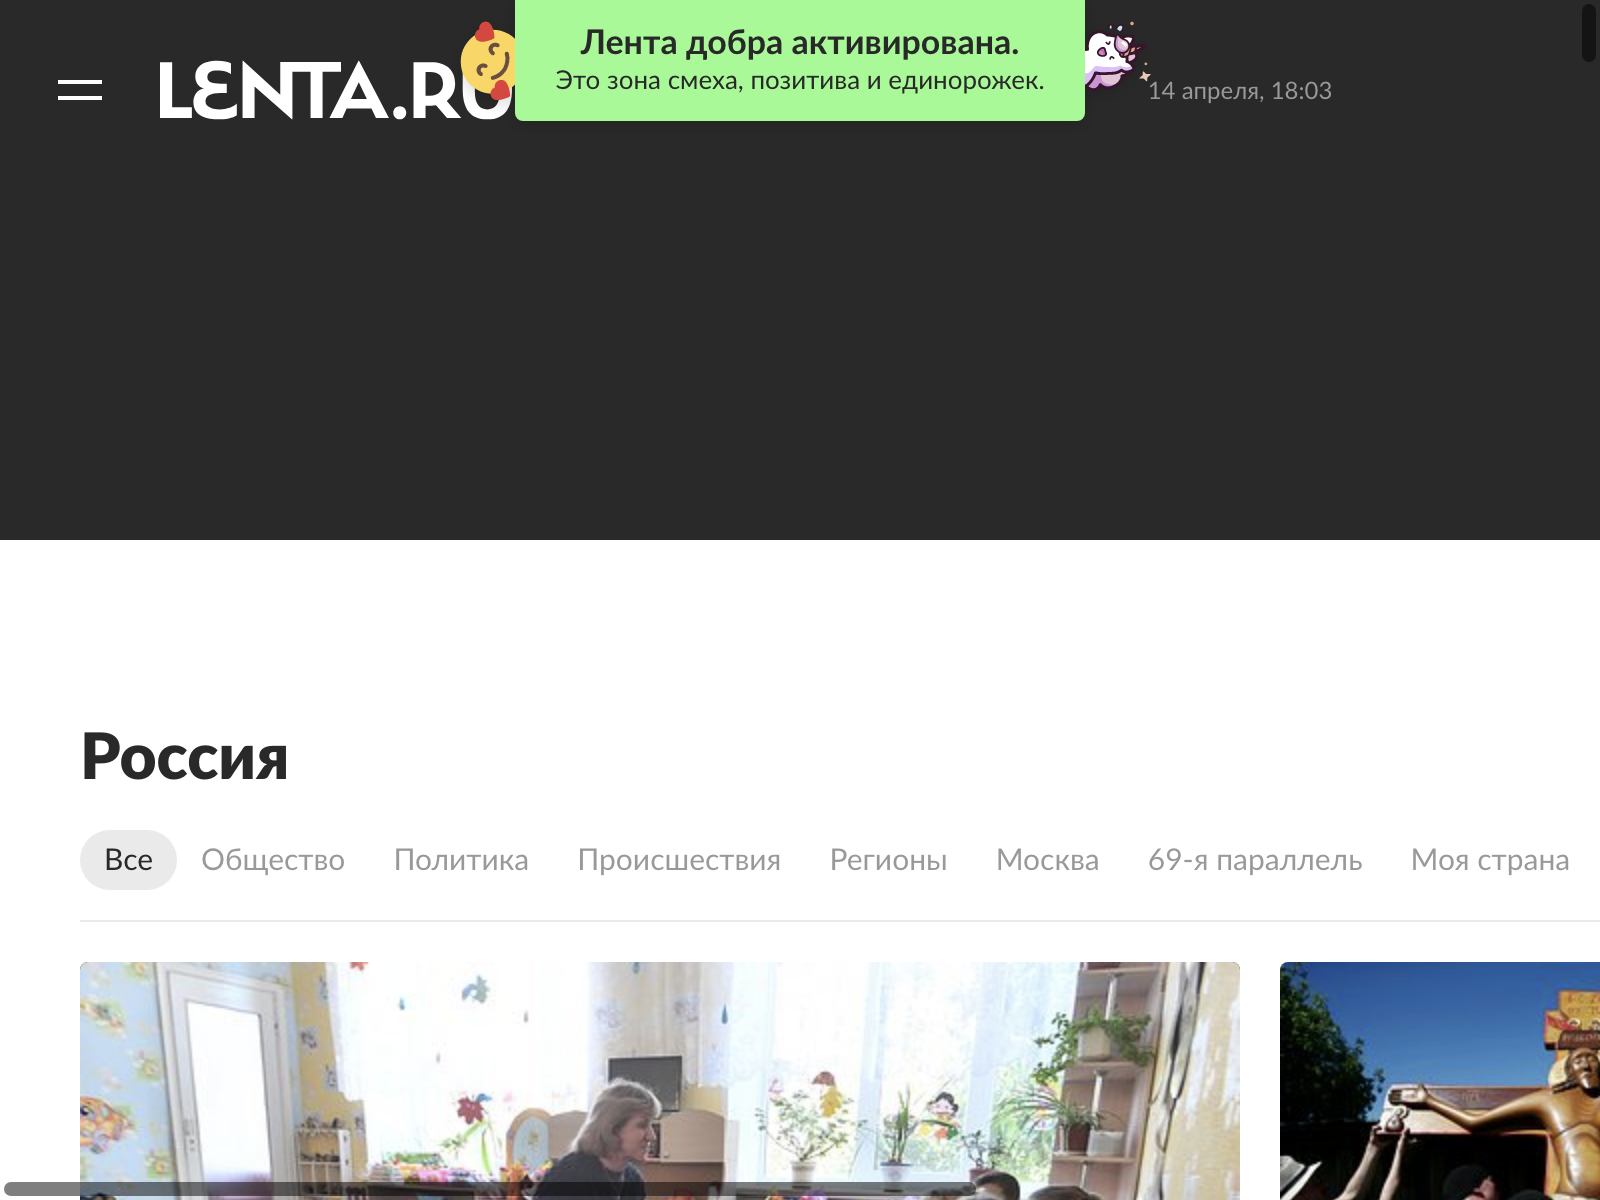 Лента добра активирована.
Это зона смеха, позитива и единорожек.
LENTA.RU
14 апреля, 18:03
Россия
Все
Общество
Политика
Происшествия
Регионы
Москва
69-я параллель
Моя страна